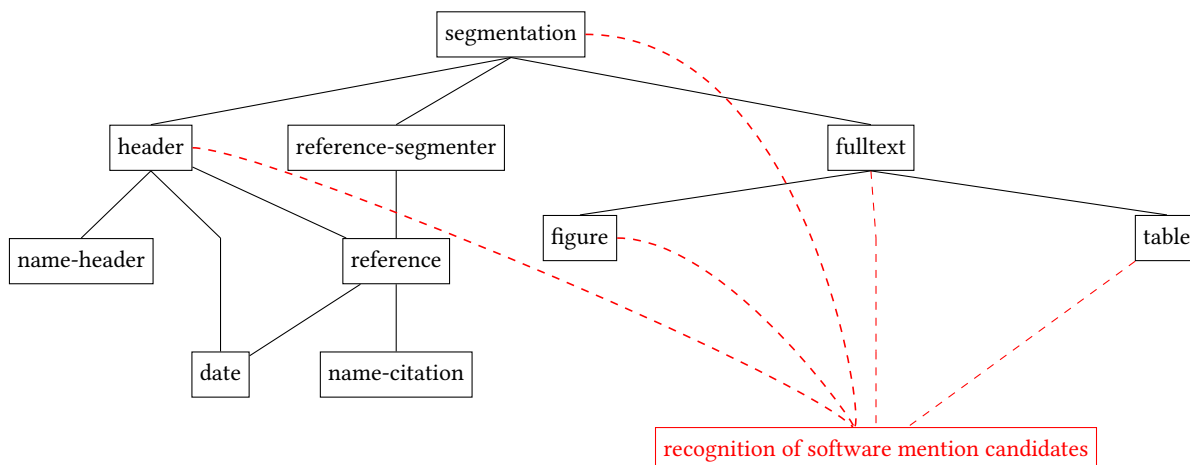 segmentation
header
reference-segmenter
fulltext
figure
table
name-header
reference
date
name-citation
recognition of software mention candidates